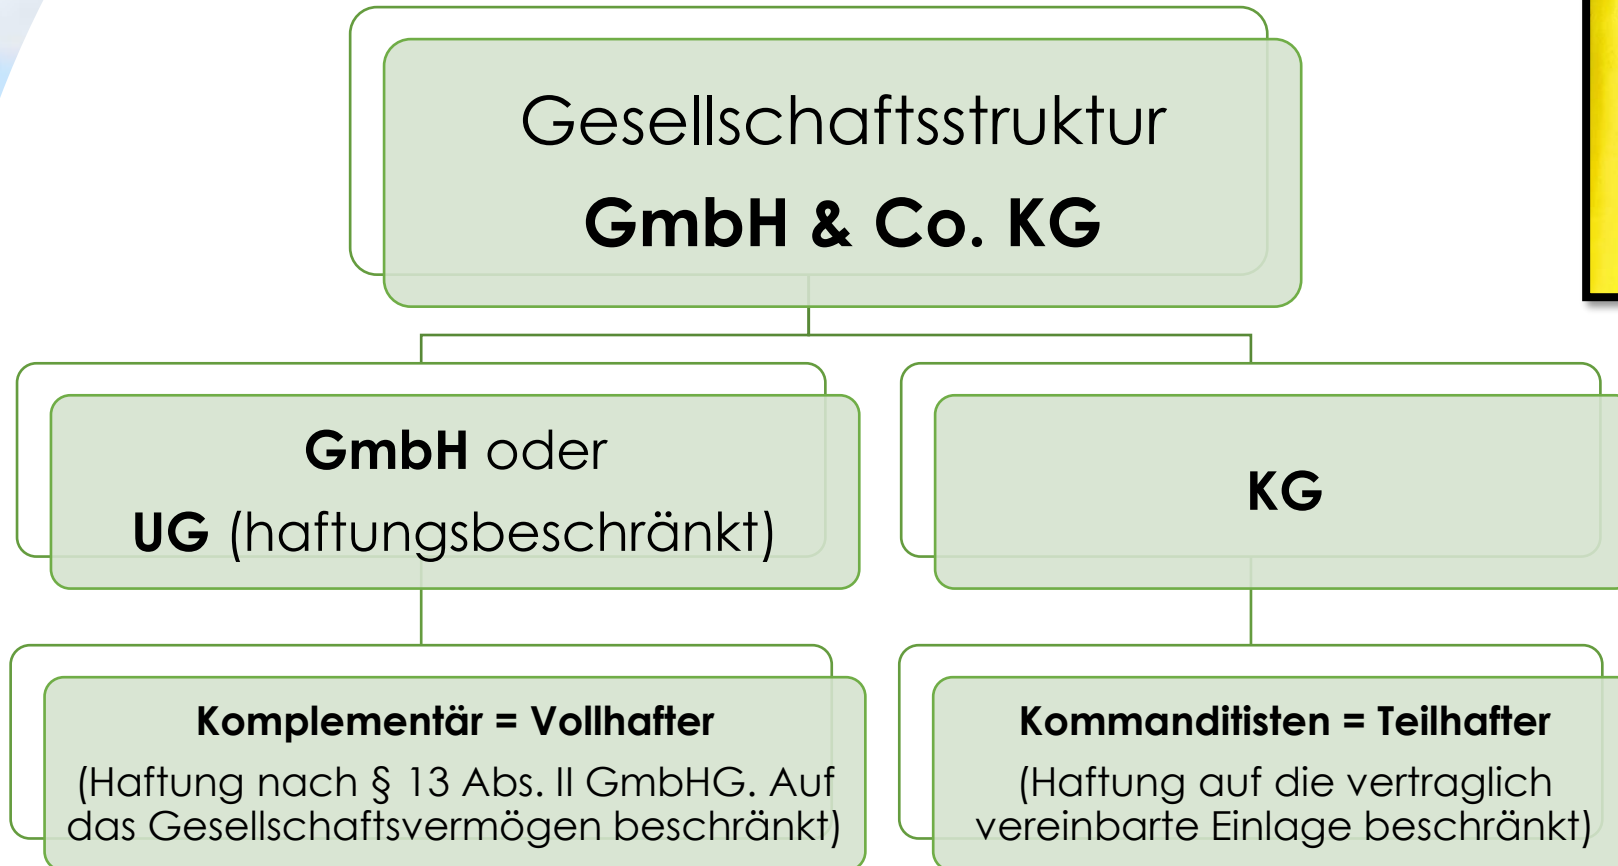 Gesellschaftsstruktur
GmbH & Co. KG
GmbH oder
UG (haftungsbeschränkt)
KG
Komplementär = Vollhafter
(Haftung nach § 13 Abs. II GmbHG. Auf
das Gesellschaftsvermögen beschränkt)
Kommanditisten = Teilhafter
(Haftung auf die vertraglich
vereinbarte Einlage beschränkt)